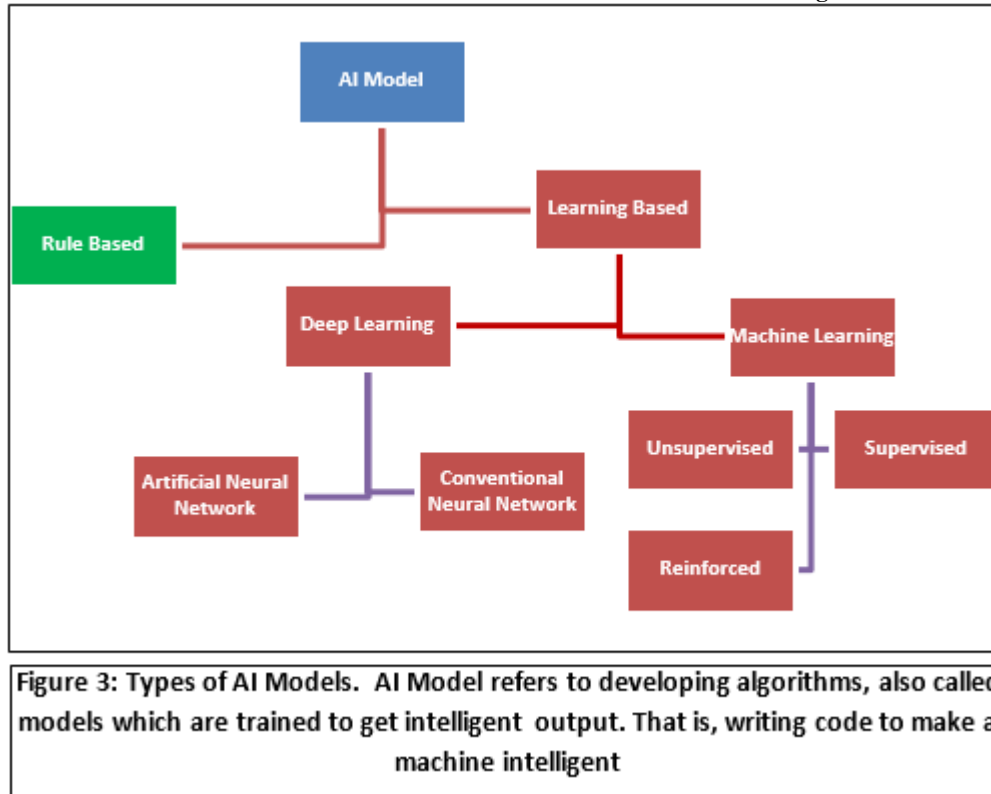 AI Model
Learning Based
Rule Based
Deep Learning
Machine Learning
Unsupervised
Supervised
Artificial Neural
Network
Conventional
Neural Network
Reinforced
Figure 3: Types of AI Models. AI Model refers to developing algorithms, also called
models which are trained to get intelligent output. That is, writing code to make a
machine intelligent